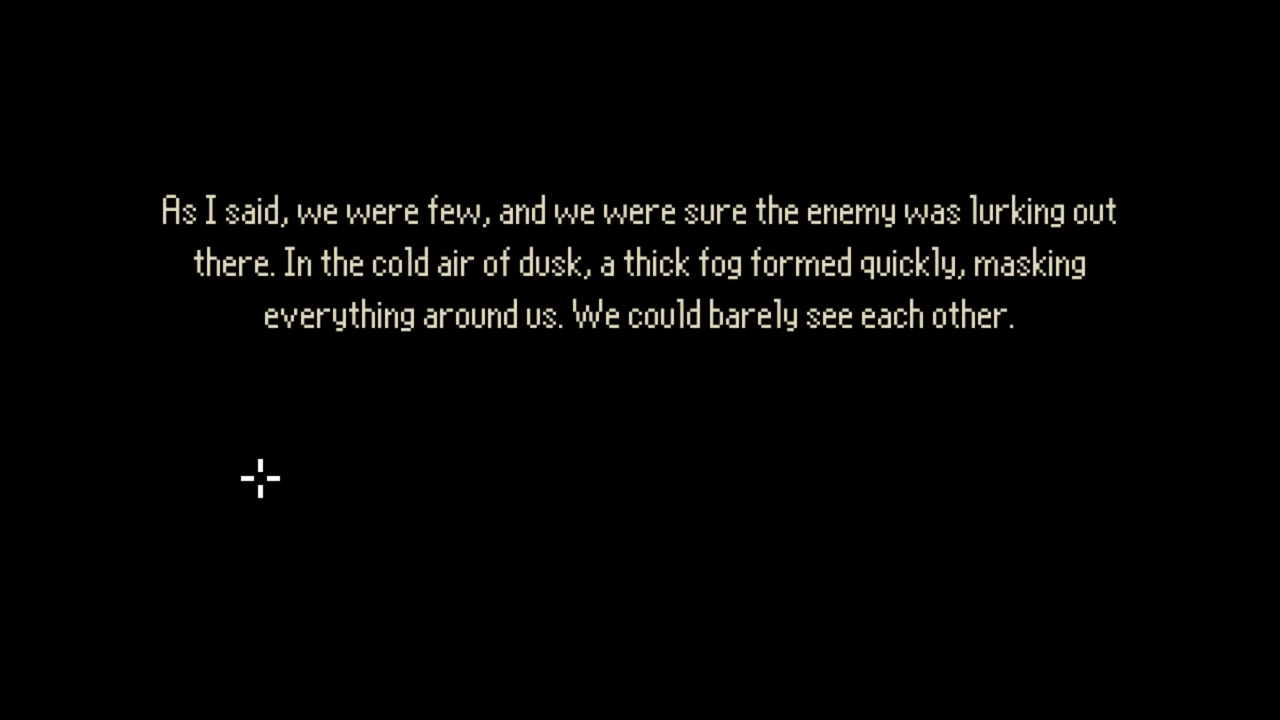 As I said, we were few, and we were sure the enemy was lurking out
there. In the cold air of dusk, a thick fog formed quickly, masking
everything around us. We could barely see each other.